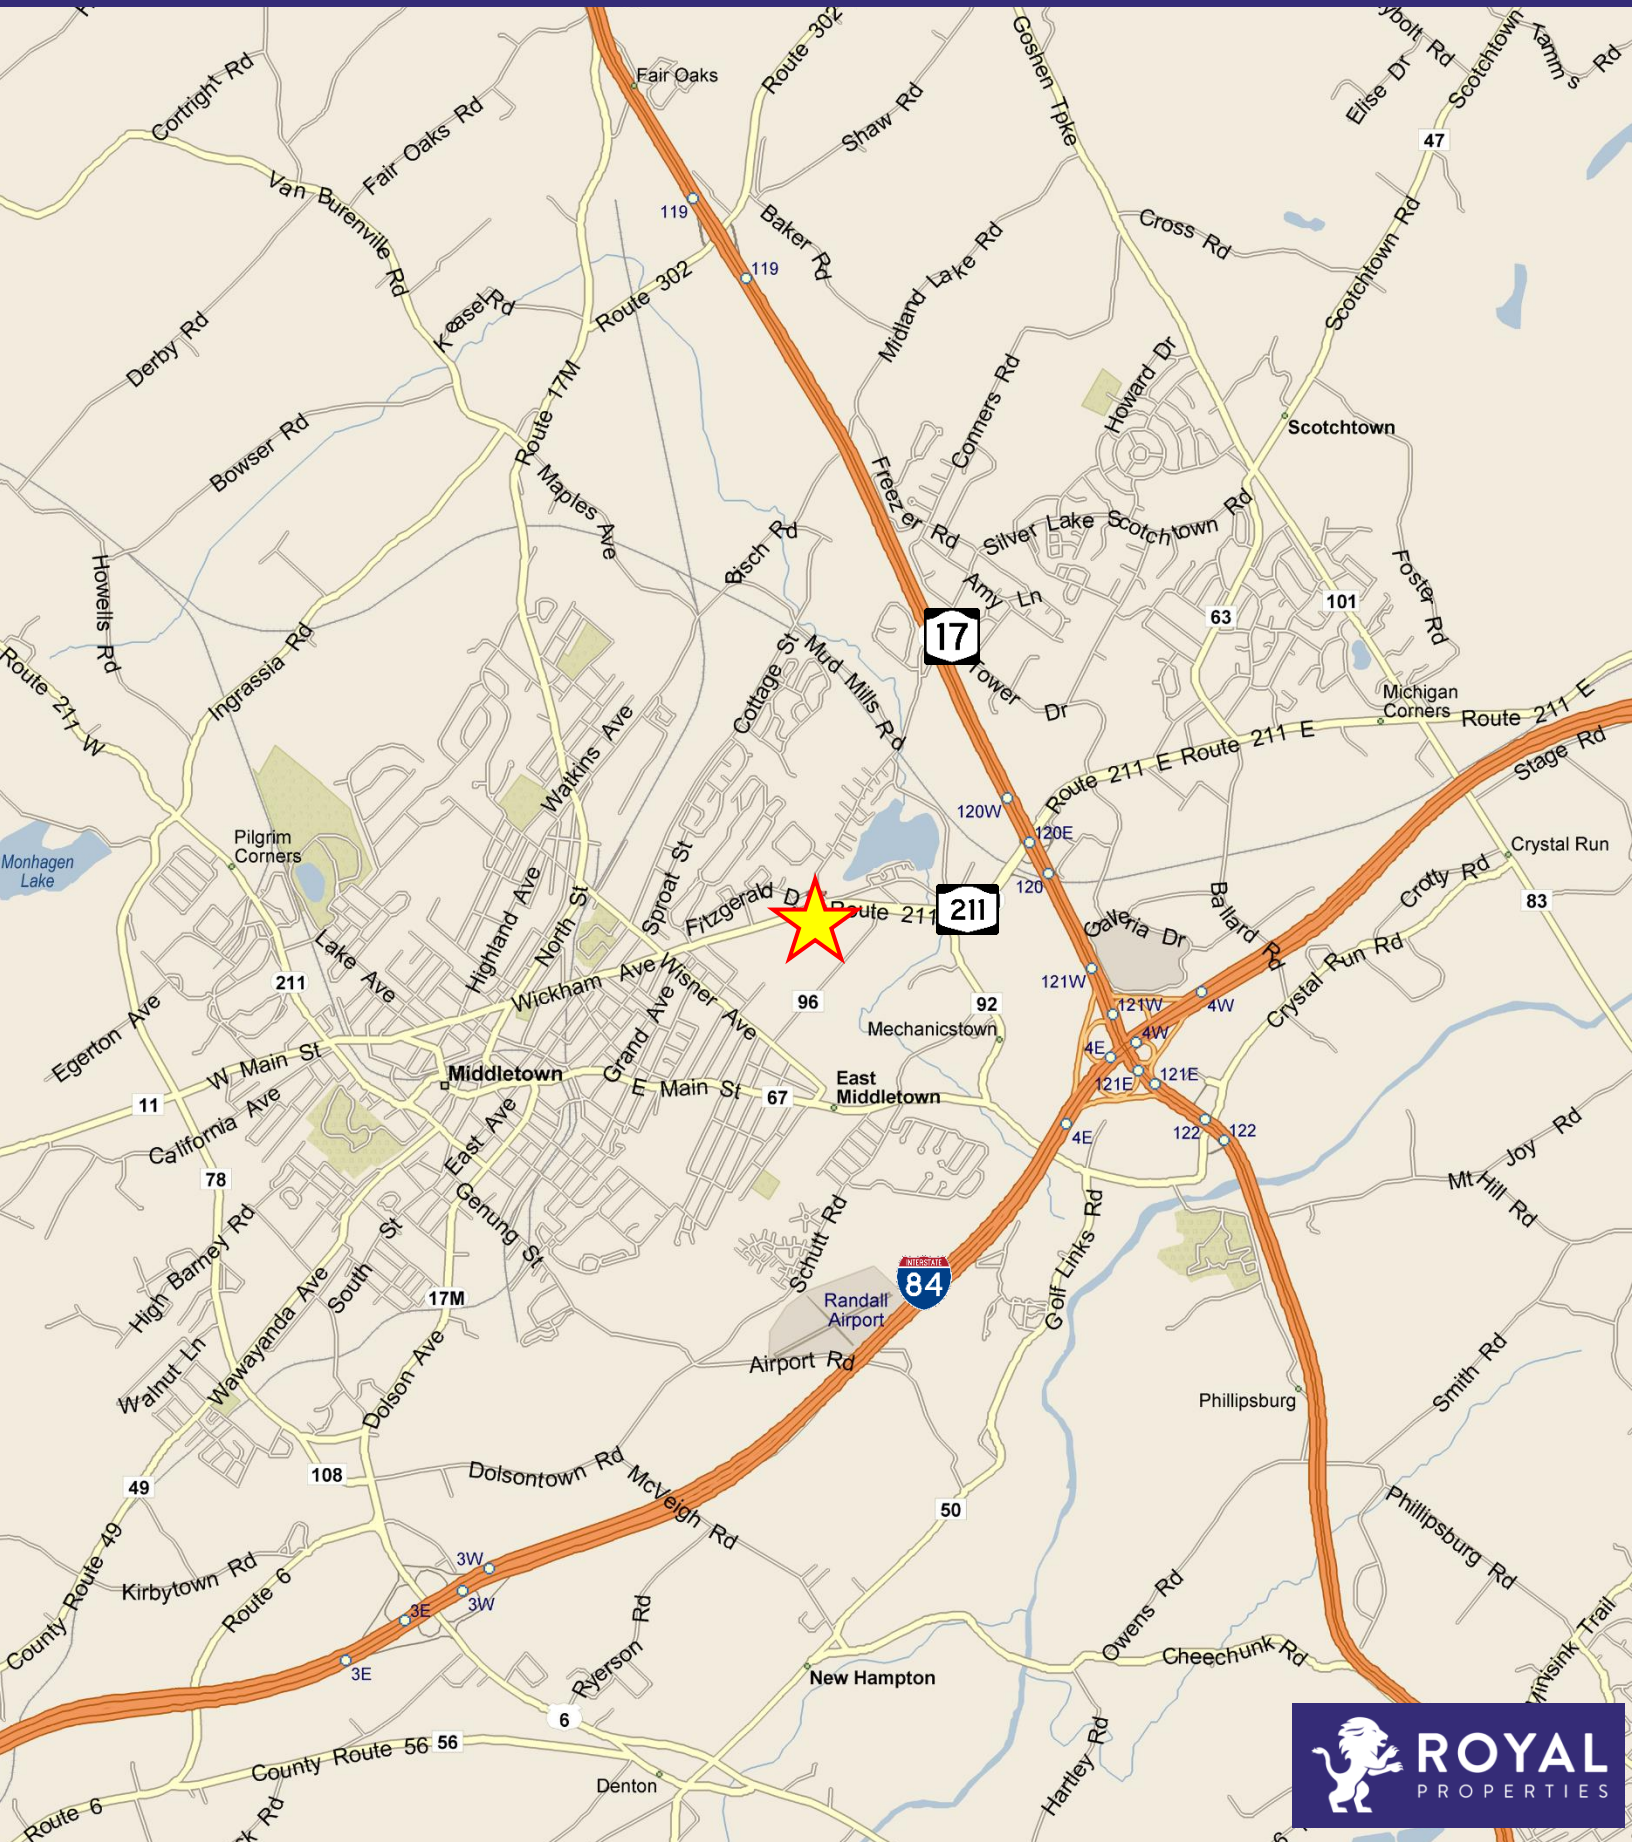 Cortright Rd
Fair Oaks Rd
Fair Oaks
Route 302
Shaw Rd
Goshen Tpke
Elise Dr
Scotchtown
Tamms Rd
47
Van Burenville Rd
119
Baker Rd
119
Cross Rd
Midland Lake Rd
Scotchtown Rd
Route 302
Keasel Rd
Derby Rd
Route 17M
Conners Rd
Howard Dr
Scotchtown
Bowser Rd
Maples Ave
Freezer Rd
Silver Lake Scotchtown Rd
Bisch Rd
Amy Ln
Howells Rd
Foster Rd
101
63
17
Ingrassia Rd
Cottage St
Mud Mills Rd
Tower Dr
Route 211 W
Michigan
Corners
Route 211 E
Route 211 E
Route 211 E
Stage Rd
Watkins Ave
120W
120E
120
Pilgrim
Corners
Monhagen
Lake
Crystal Run
Crotty Rd
83
Highland Ave
North St
Sproat St
Fitzgerald D
Route 211
211
Galleria Dr
Ballard Rd
Lake Ave
211
Wickham Ave
Wisner Ave
121W
121W
4W
4W
Crystal Run Rd
Egerton Ave
Grand Ave
96
92
Mechanicstown
4E
121E
121E
W Main St
Middletown
E Main St
67
East
Middletown
11
California Ave
East Ave
4E
122
122
Mt Joy Rd
Hill Rd
78
Genung St
High Barney Rd
South St
Schutt Rd
Golf Links Rd
84
INTERSTATE
Wawayanda Ave
17M
Randall
Airport
Airport Rd
Walnut Ln
Dolson Ave
Phillipsburg
Smith Rd
49
108
Dolsontown Rd
McVeigh Rd
50
Phillipsburg Rd
County Route 49
Kirbytown Rd
Route 6
3W
3W
3E
3E
Ryerson Rd
Owens Rd
Cheechunk Rd
Minisink Trail
New Hampton
6
County Route 56
56
Denton
Hartley Rd
Route 6
Rd
ROYAL
PROPERTIES